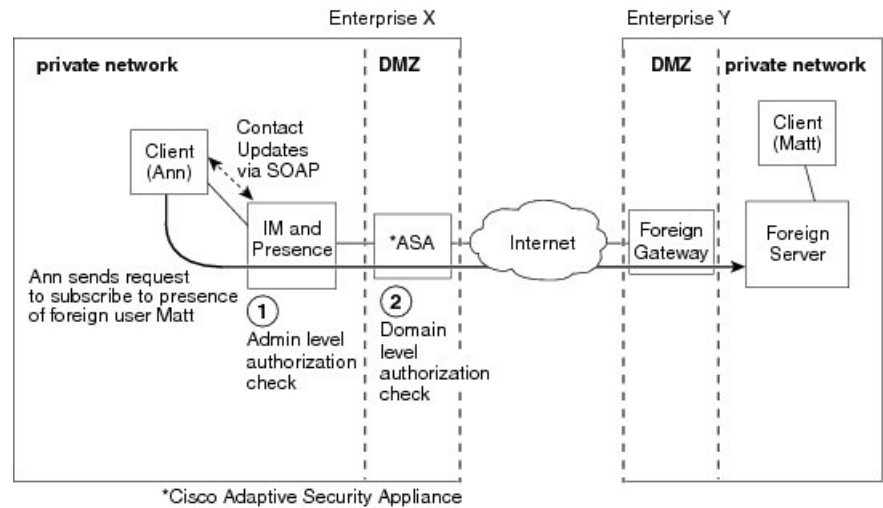 Enterprise X
Enterprise Y
private network
DMZ
DMZ
private network
Client
(Ann)
Contact
Updates
via SOAP
Client
(Matt)
IM and
Presence
*ASA
Internet
Foreign
Gateway
Foreign
Server
Ann sends request
to subscribe to presence
of foreign user Matt
1
Admin level
authorization
check
2
Domain
level
authorization
check
*Cisco Adaptive Security Appliance